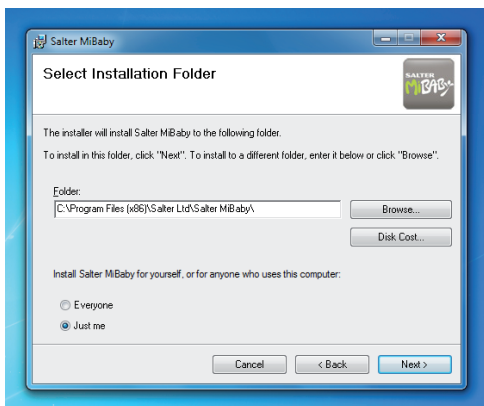 Salter MiBaby
Select Installation Folder
SALTER
MiBABY
The installer will install Salter MiBaby to the following folder.
To install in this folder, click "Next". To install to a different folder, enter it below or click "Browse".
Folder:
C:\Program Files (x86)\Salter Ltd\Salter MiBaby\
Browse...
Disk Cost...
Install Salter MiBaby for yourself, or for anyone who uses this computer:
Everyone
Just me
Cancel
< Back
Next >